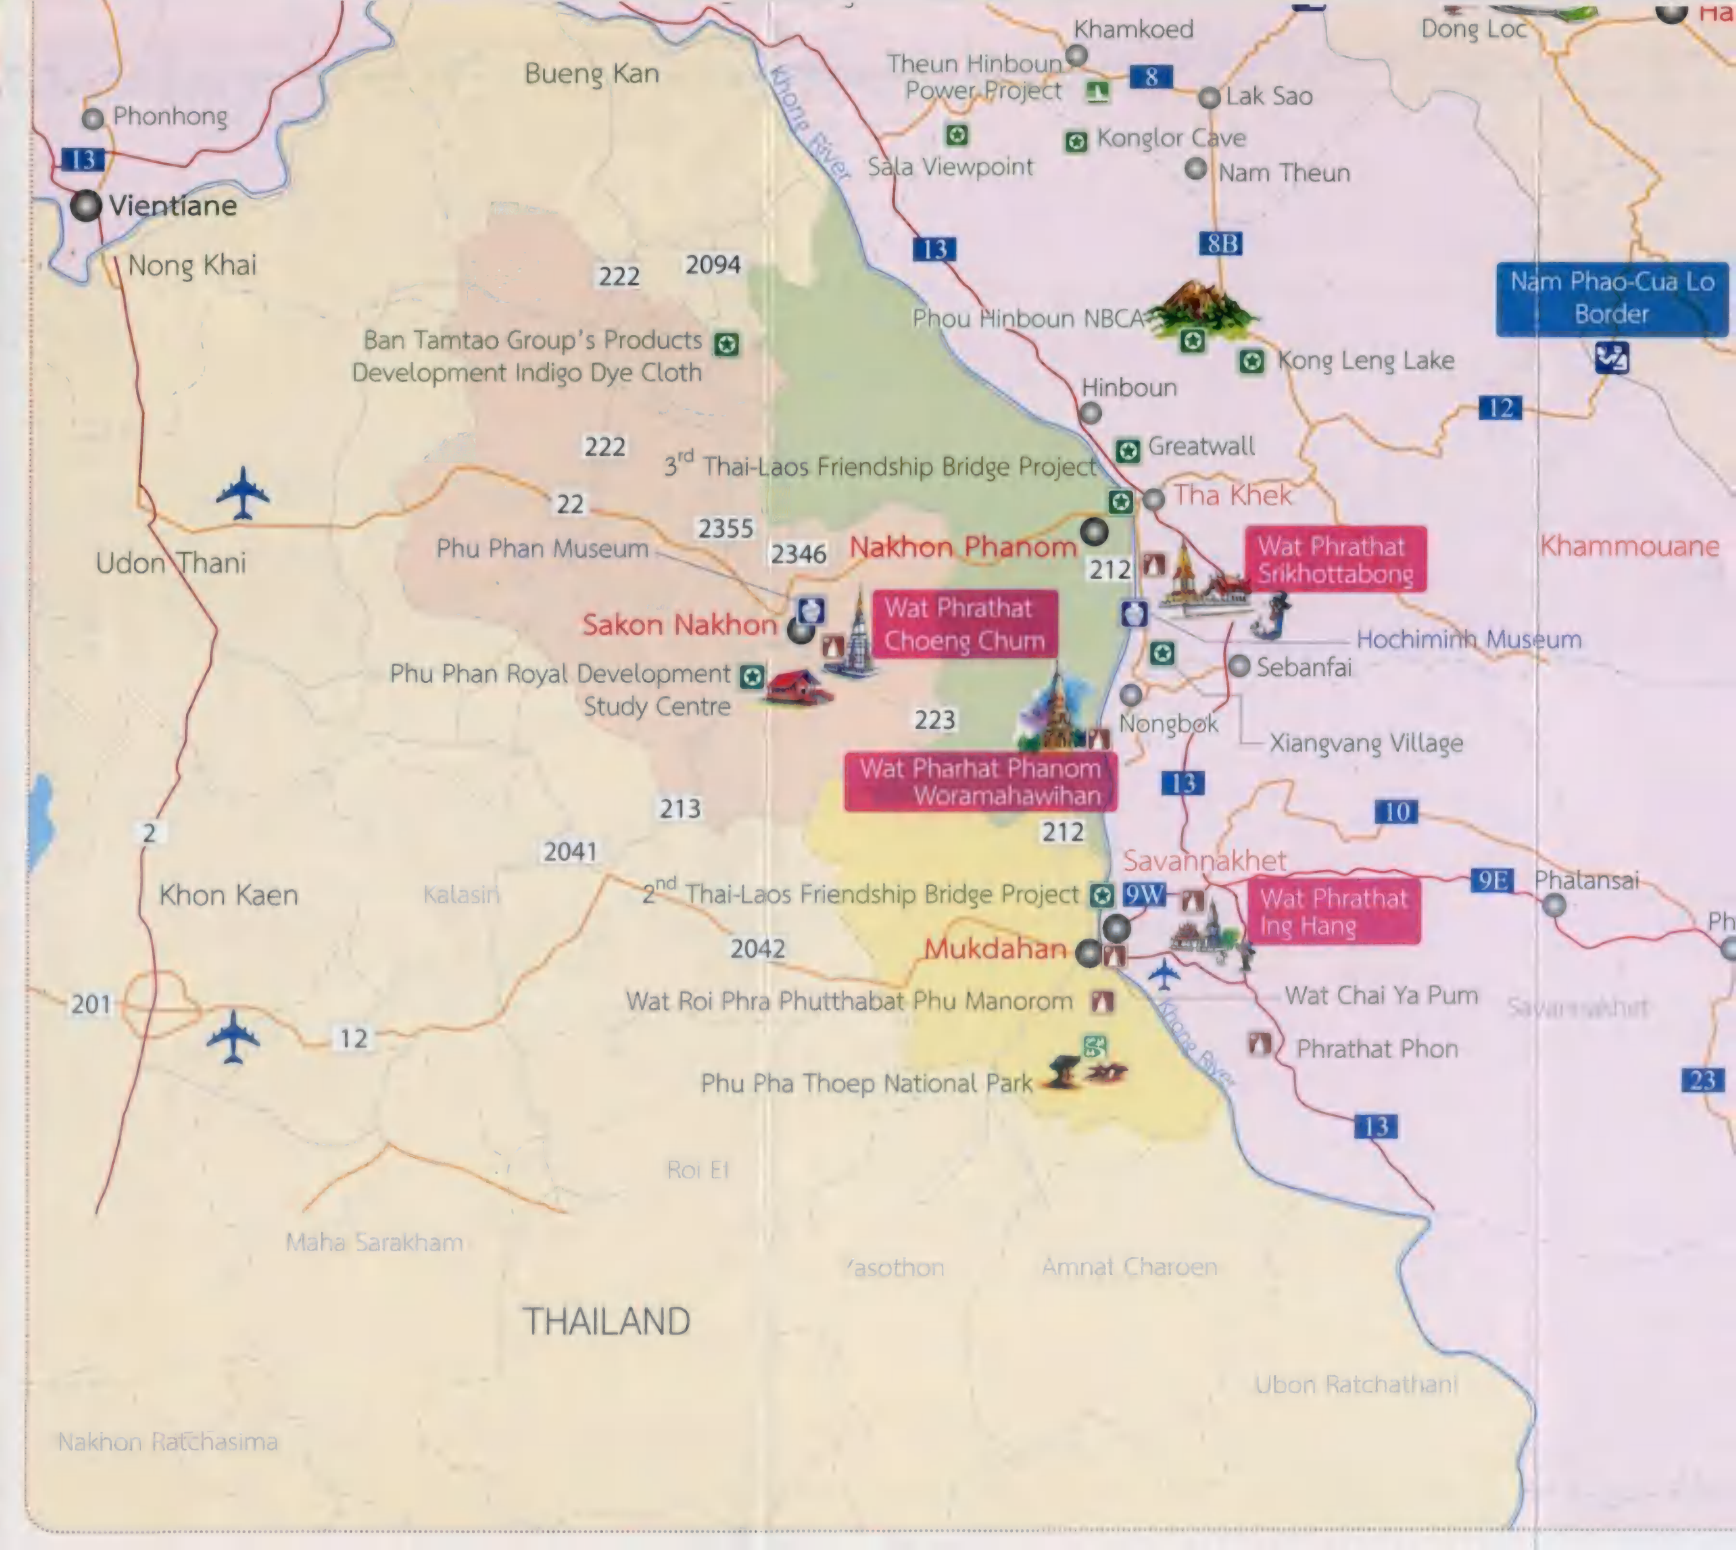 Ha
Khamkoed
Dong Loc
Bueng Kan
Theun Hinboun
Power Project
8
Lak Sao
Khong River
Phonhong
Konglor Cave
13
Sala Viewpoint
Nam Theun
Vientiane
8B
13
Nong Khai
222
2094
Nam Phao-Cua Lo
Border
Phou Hinboun NBCA
Ban Tamtao Group's Products
Development Indigo Dye Cloth
Kong Leng Lake
Hinboun
12
222
Greatwall
3rd Thai-Laos Friendship Bridge Project
Tha Khek
22
2355
Phu Phan Museum
2346
Nakhon Phanom
Wat Phrathat
Srikhottabong
Khammouane
Udon Thani
212
Wat Phrathat
Choeng Chum
Sakon Nakhon
Hochiminh Museum
Sebanfai
Phu Phan Royal Development
Study Centre
223
Nongbok
Xiangvang Village
Wat Pharhat Phanom
Woramahawihan
13
213
10
2
212
2041
Savannakhet
Khon Kaen
Kalasin
2nd Thai-Laos Friendship Bridge Project
9W
9E
Phalansai
Wat Phrathat
Ing Hang
Ph
2042
Mukdahan
201
Wat Roi Phra Phutthabat Phu Manorom
Wat Chai Ya Pum
Savannakhet
12
Khong River
Phrathat Phon
Phu Pha Thoep National Park
23
13
Roi Et
Maha Sarakham
Yasothon
Amnat Charoen
THAILAND
Ubon Ratchathani
Nakhon Ratchasima